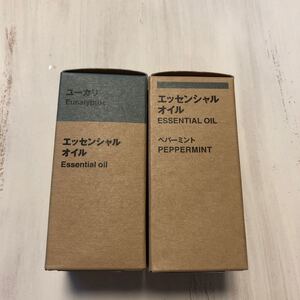 ユーカリ
Eucalyptus
エッセンシャル
オイル
Essential oil
エッセンシャル
オイル
ESSENTIAL OIL
ペパーミント
PEPPERMINT